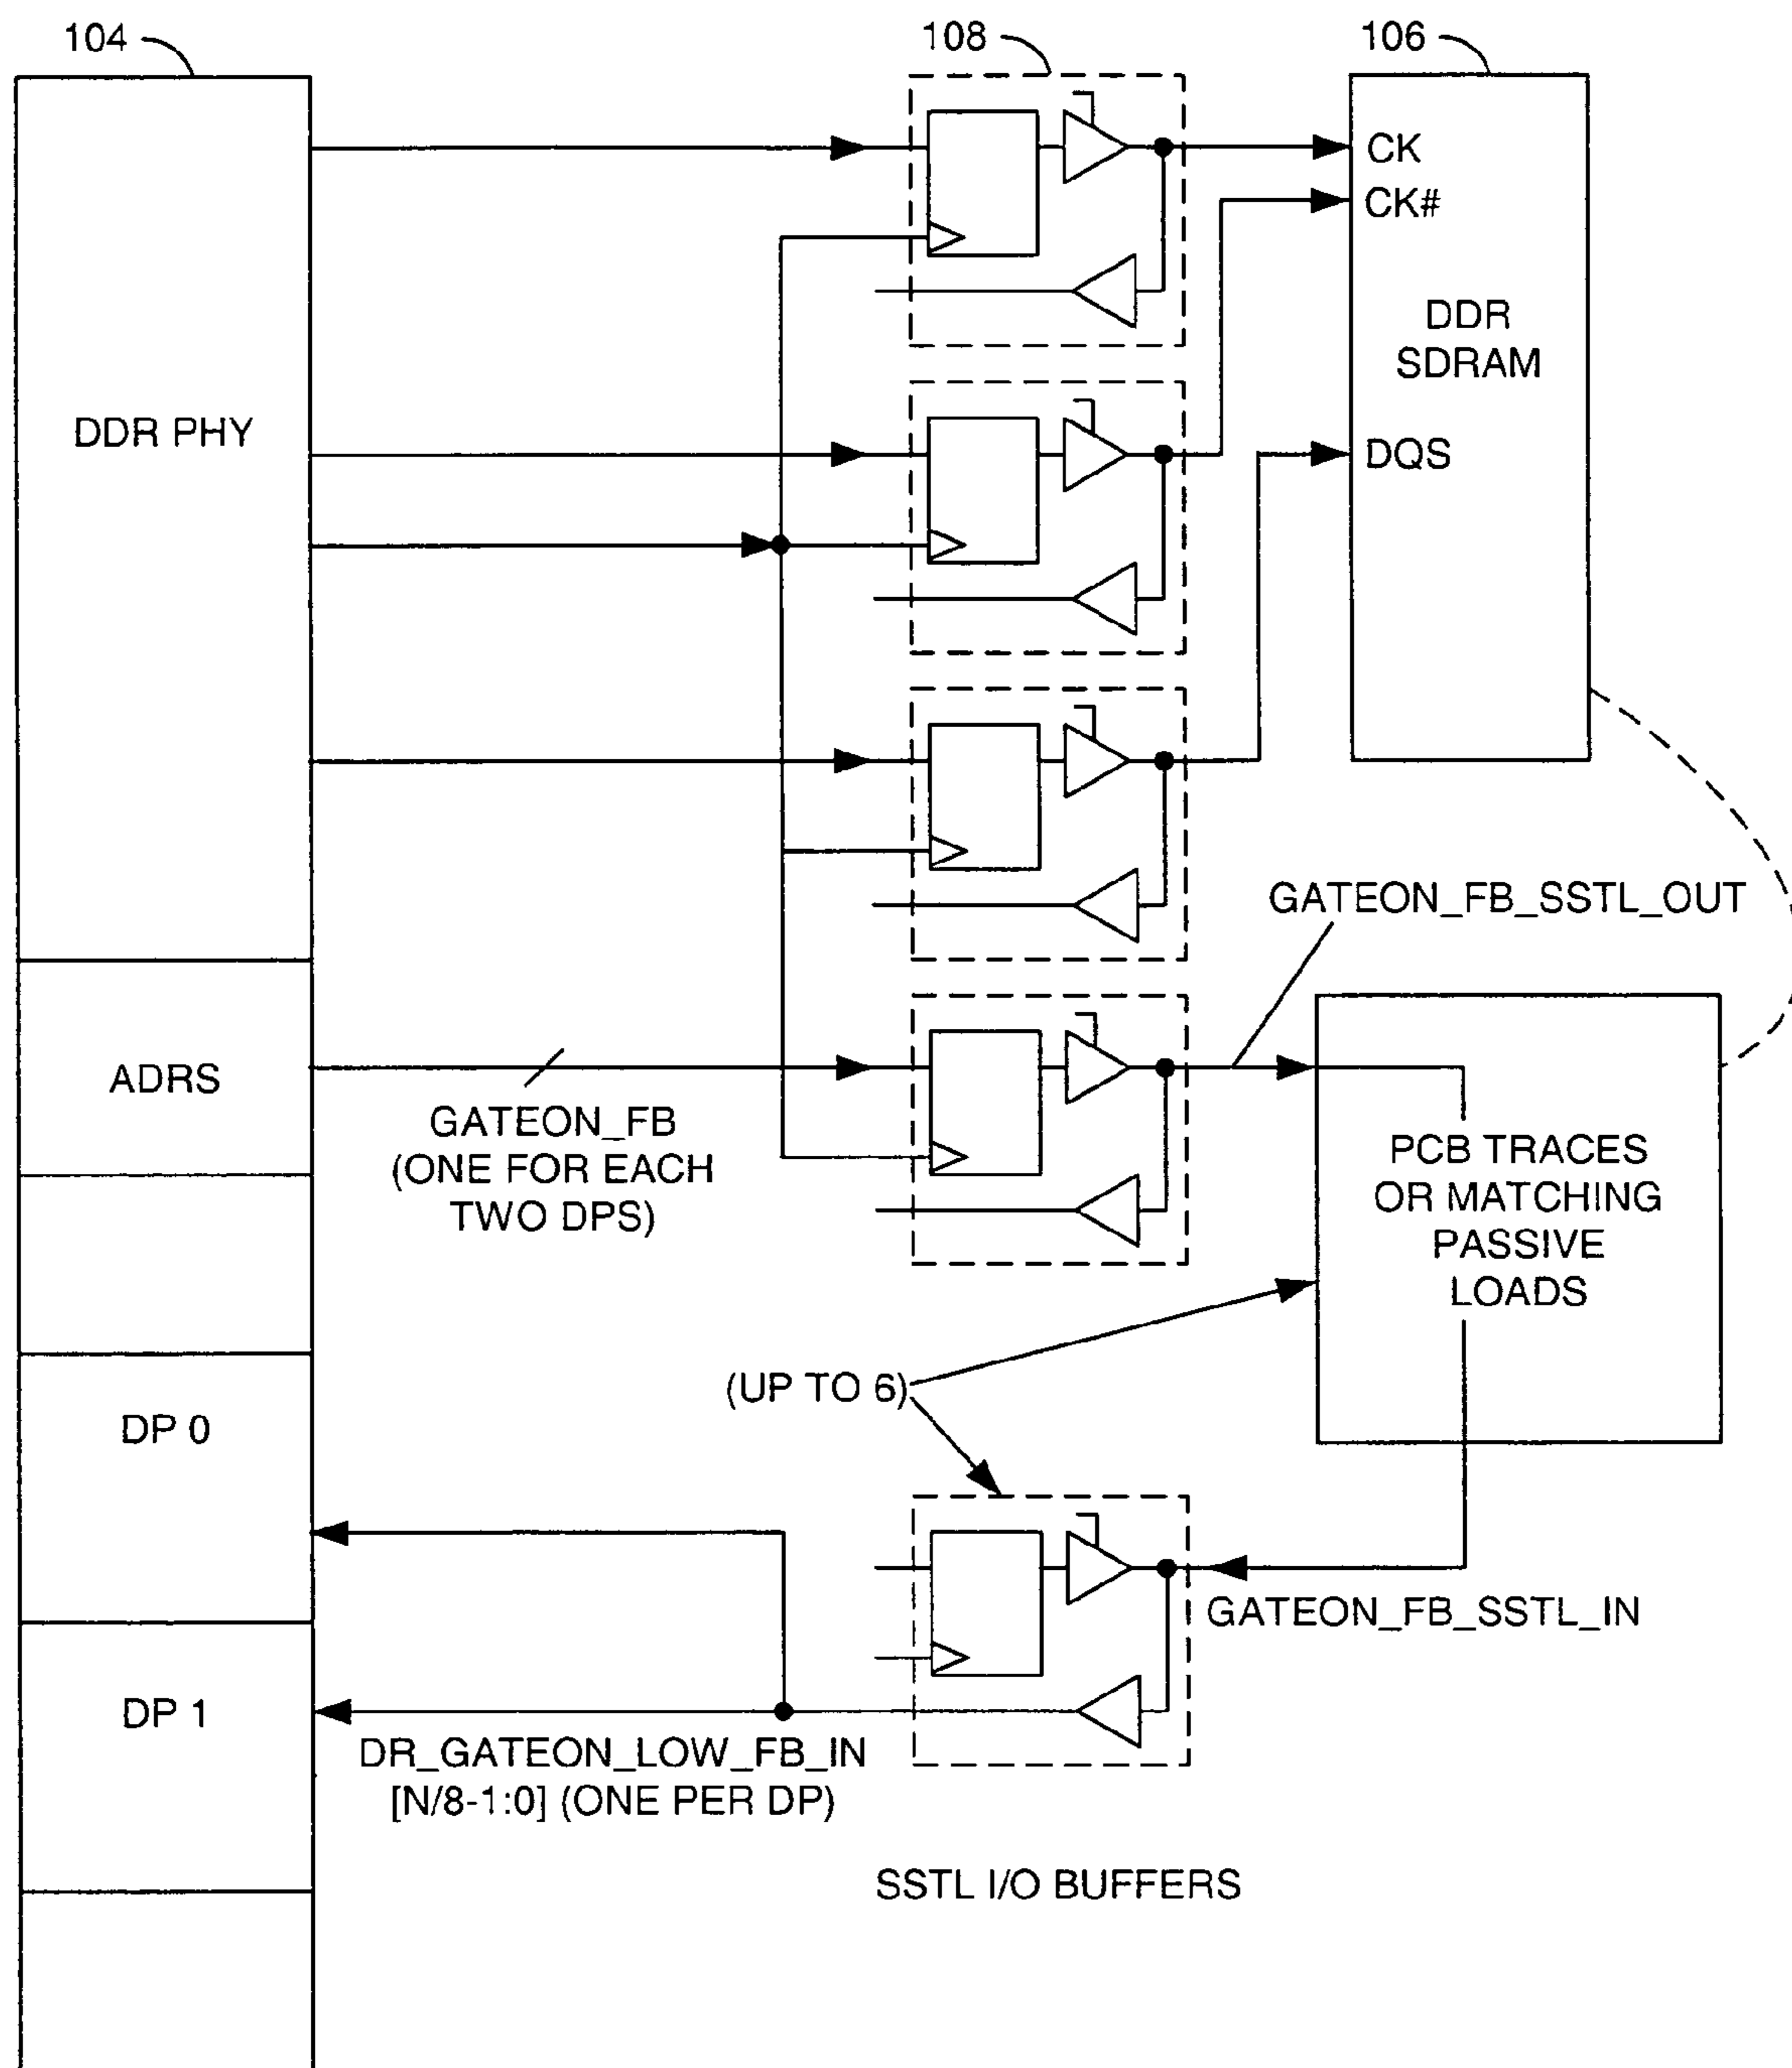 104
108
106
CK
CK#
DDR
SDRAM
DDR PHY
DQS
GATEON_FB_SSTL_OUT
ADRS
GATEON_FB
(ONE FOR EACH
TWO DPS)
PCB TRACES
OR MATCHING
PASSIVE
LOADS
(UP TO 6)
DP 0
GATEON_FB_SSTL_IN
DP 1
DR_GATEON_LOW_FB_IN
[N/8-1:0] (ONE PER DP)
SSTL I/O BUFFERS